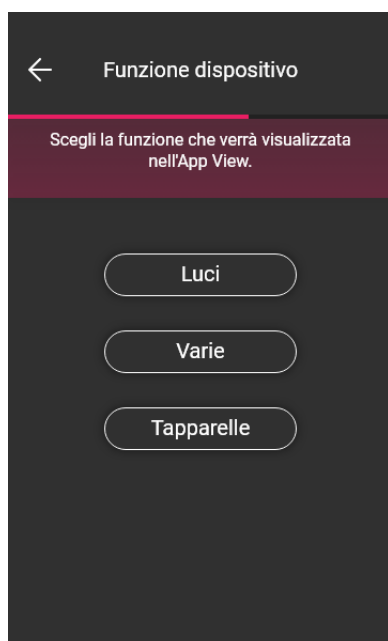 Funzione dispositivo
Scegli la funzione che verrà visualizzata
nell'App View.
Luci
Varie
Tapparelle